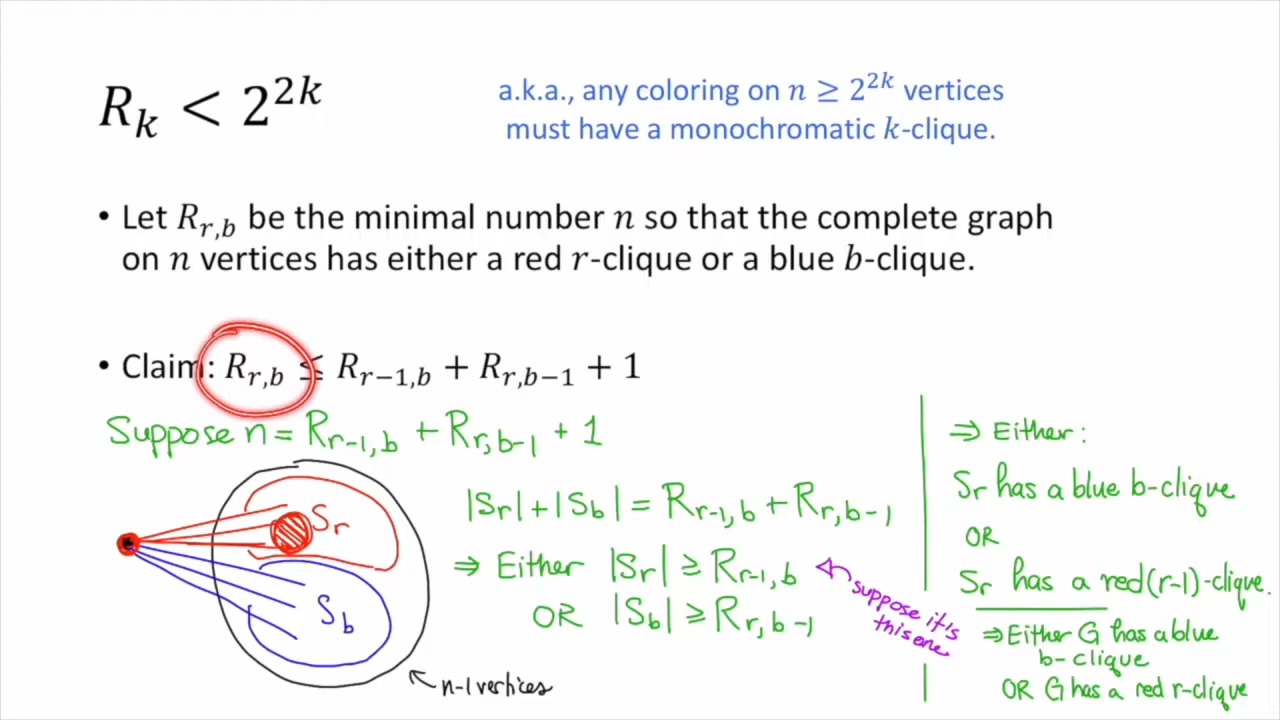 R_k < 2^{2k}
a.k.a., any coloring on n ≥ 2^{2k} vertices
must have a monochromatic k-clique.
• Let R_{r,b} be the minimal number n so that the complete graph
on n vertices has either a red r-clique or a blue b-clique.
• Claim: R_{r,b} ≤ R_{r−1,b} + R_{r,b−1} + 1
Suppose n = R_{r-1,b} + R_{r,b-1} + 1
S_r
S_b
n-1 vertices
|S_r| + |S_b| = R_{r-1,b} + R_{r,b-1}
⇒ Either |S_r| ≥ R_{r-1,b}
OR |S_b| ≥ R_{r,b-1}
suppose it's
this one
⇒ Either:
S_r has a blue b-clique
OR
S_r has a red (r-1)-clique.
⇒ Either G has a blue
b-clique
OR G has a red r-clique